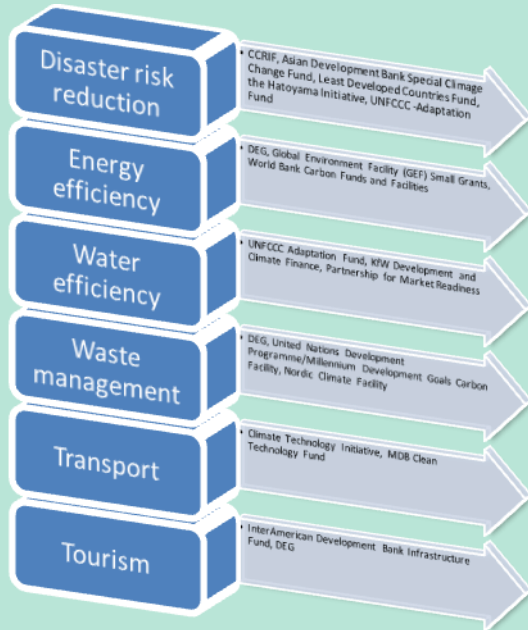 Disaster risk
reduction
• CCRIF, Asian Development Bank Special Climage
Change Fund, Least Developed Countries Fund,
the Hatoyama Initiative, UNFCCC -Adaptation
Fund
Energy
efficiency
• DEG, Global Environment Facility (GEF) Small Grants,
World Bank Carbon Funds and Facilities
Water
efficiency
• UNFCCC Adaptation Fund, KfW Development and
Climate Finance, Partnership for Market Readiness
Waste
management
• DEG, United Nations Development
Programme/Millennium Development Goals Carbon
Facility, Nordic Climate Facility
Transport
• Climate Technology Initiative, MDB Clean
Technology Fund
Tourism
• InterAmerican Development Bank Infrastructure
Fund, DEG